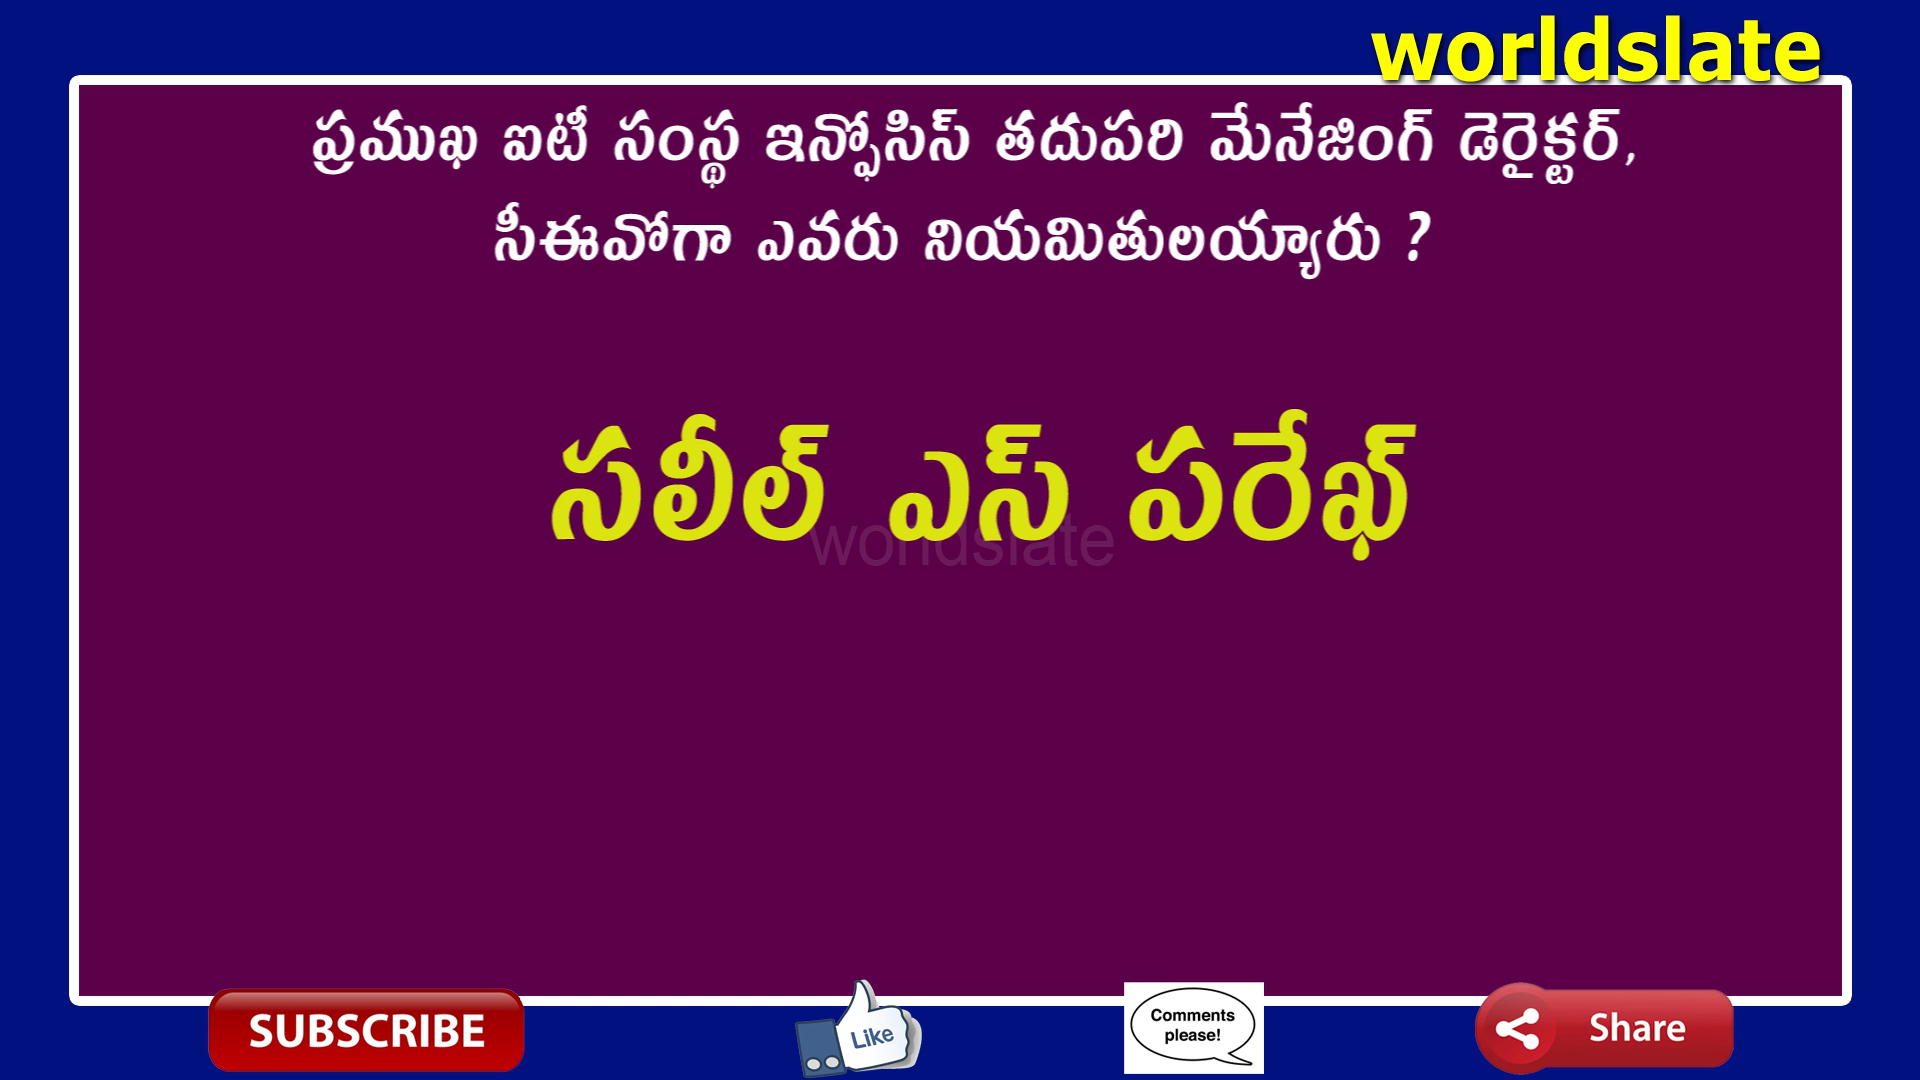 worldslate
ప్రముఖ ఐటీ సంస్థ ఇన్ఫోసిస్ తదుపరి మేనేజింగ్ డెరైక్టర్,
సీఈవోగా ఎవరు నియమితులయ్యారు ?
సలీల్ ఎస్ పరేఖ్
worldslate
SUBSCRIBE
Like
Comments
please!
Share